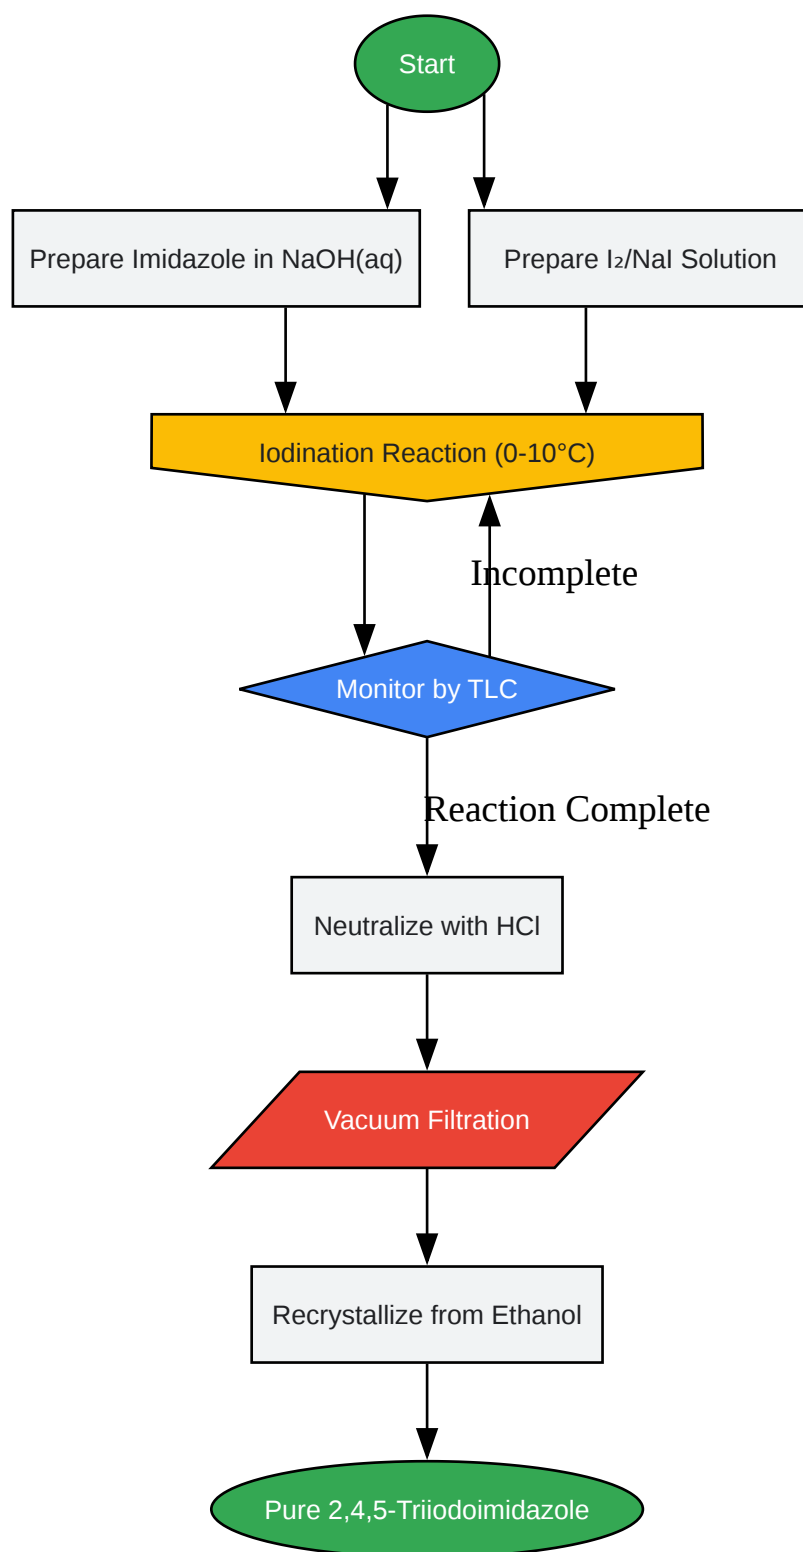 Start
Prepare Imidazole in NaOH(aq)
Prepare I₂/NaI Solution
Iodination Reaction (0-10°C)
Incomplete
Monitor by TLC
Reaction Complete
Neutralize with HCl
Vacuum Filtration
Recrystallize from Ethanol
Pure 2,4,5-Triiodoimidazole